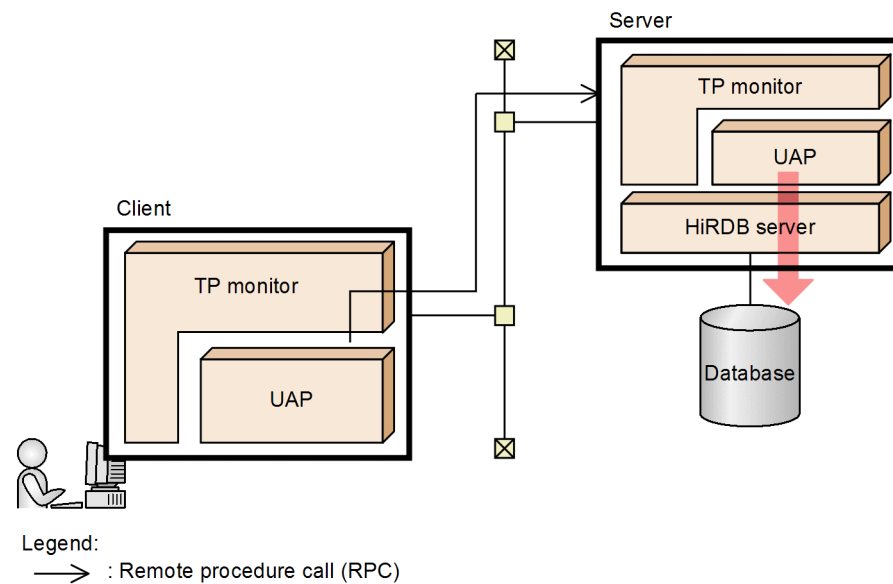 Server
TP monitor
UAP
HiRDB server
Database
Client
TP monitor
UAP
Legend:
: Remote procedure call (RPC)